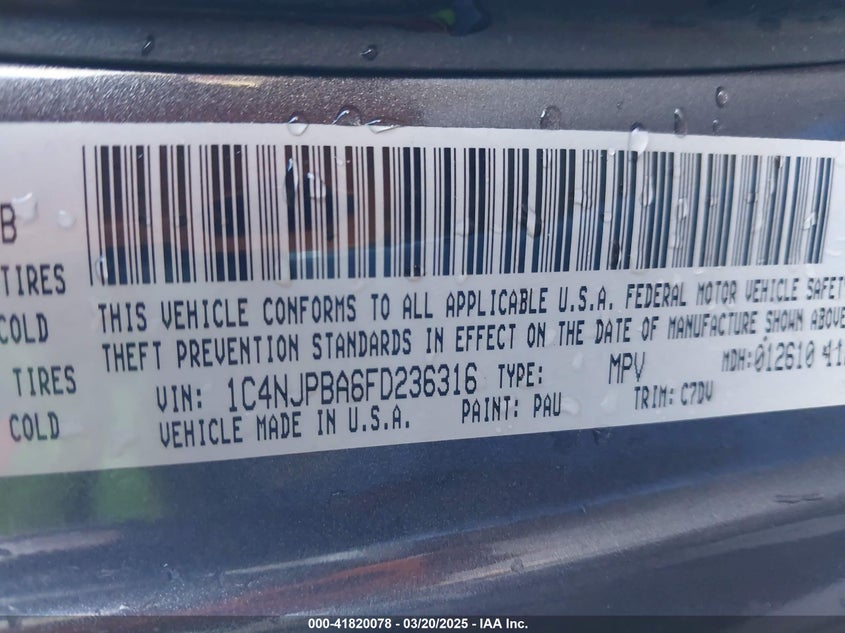 B
TIRES
COLD
TIRES
COLD
THIS VEHICLE CONFORMS TO ALL APPLICABLE U.S.A. FEDERAL MOTOR VEHICLE SAFETY
THEFT PREVENTION STANDARDS IN EFFECT ON THE DATE OF MANUFACTURE SHOWN ABOVE
VIN: 1C4NJPBA6FD236316 TYPE: MPV MDH:012610
VEHICLE MADE IN U.S.A. PAINT: PAU TRIM: C7DV
000-41820078 — 03/20/2025 — IAA Inc.